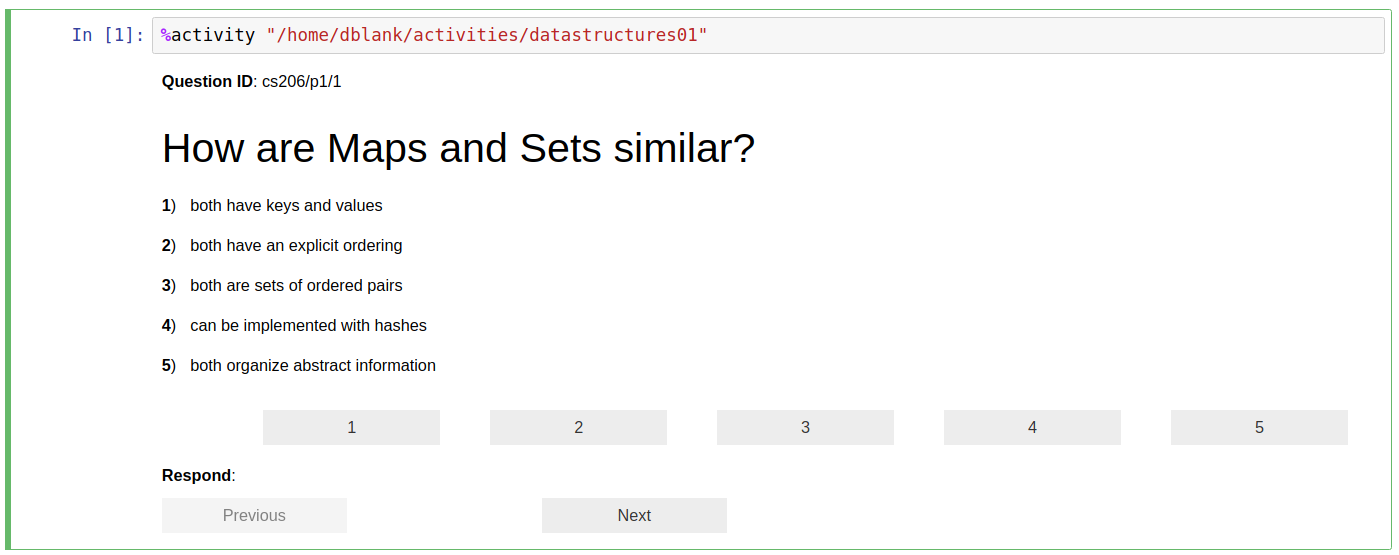 In [1]: %activity "/home/dblank/activities/datastructures01"
Question ID: cs206/p1/1
How are Maps and Sets similar?
1) both have keys and values
2) both have an explicit ordering
3) both are sets of ordered pairs
4) can be implemented with hashes
5) both organize abstract information
1 2 3 4 5
Respond:
Previous Next